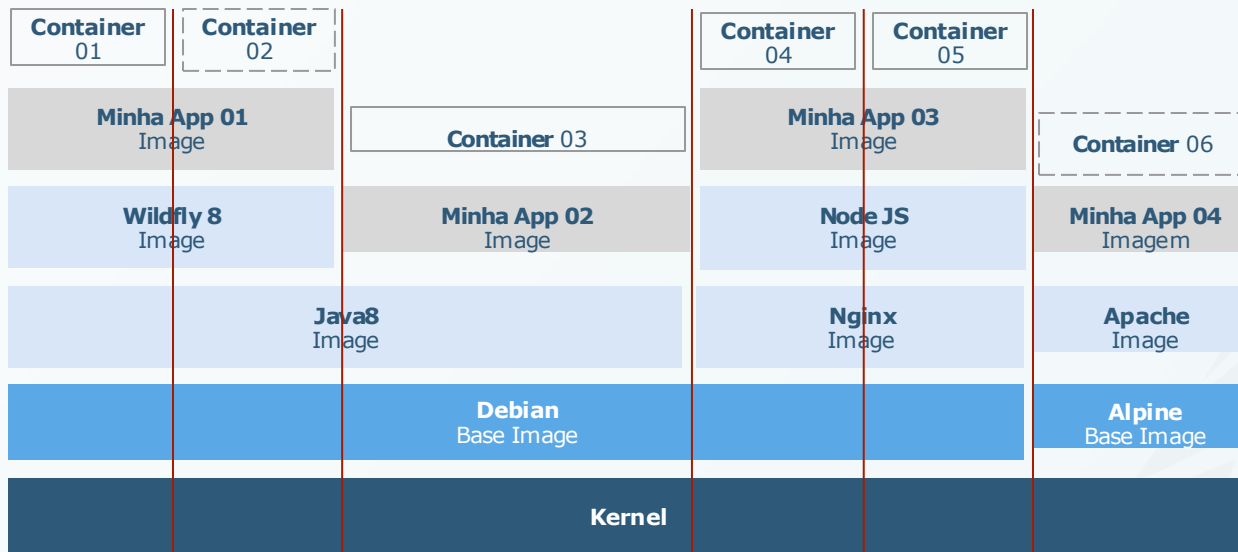 Container
01
Container
02
Container
04
Container
05
Minha App 01
Image
Container 03
Minha App 03
Image
Container 06
Wildfly 8
Image
Minha App 02
Image
Node JS
Image
Minha App 04
Imagem
Java8
Image
Nginx
Image
Apache
Image
Debian
Base Image
Alpine
Base Image
Kernel